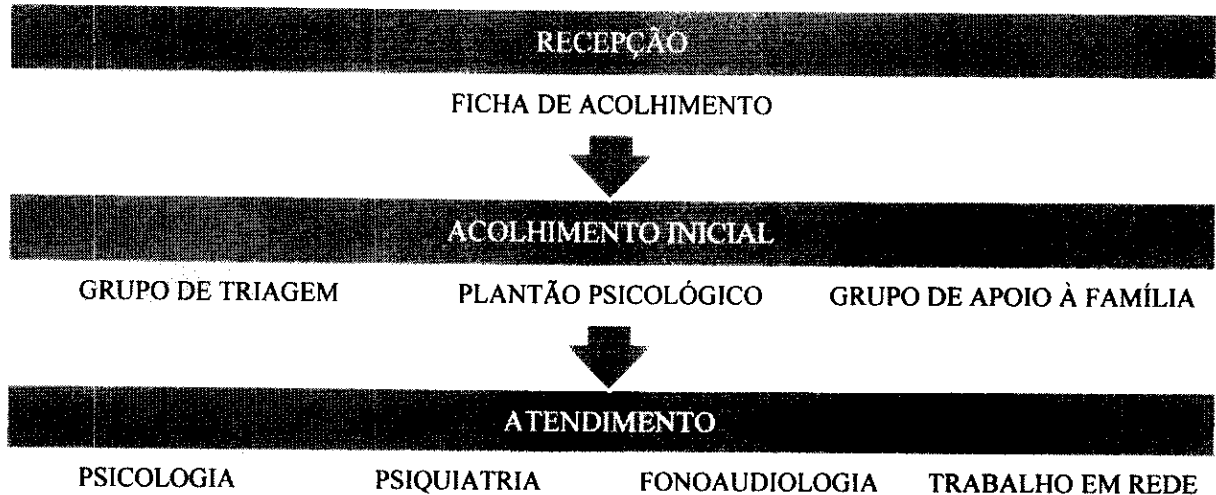 RECEPÇÃO
FICHA DE ACOLHIMENTO
ACOLHIMENTO INICIAL
GRUPO DE TRIAGEM PLANTÃO PSICOLÓGICO GRUPO DE APOIO À FAMÍLIA
ATENDIMENTO
PSICOLOGIA PSIQUIATRIA FONOAUDIOLOGIA TRABALHO EM REDE